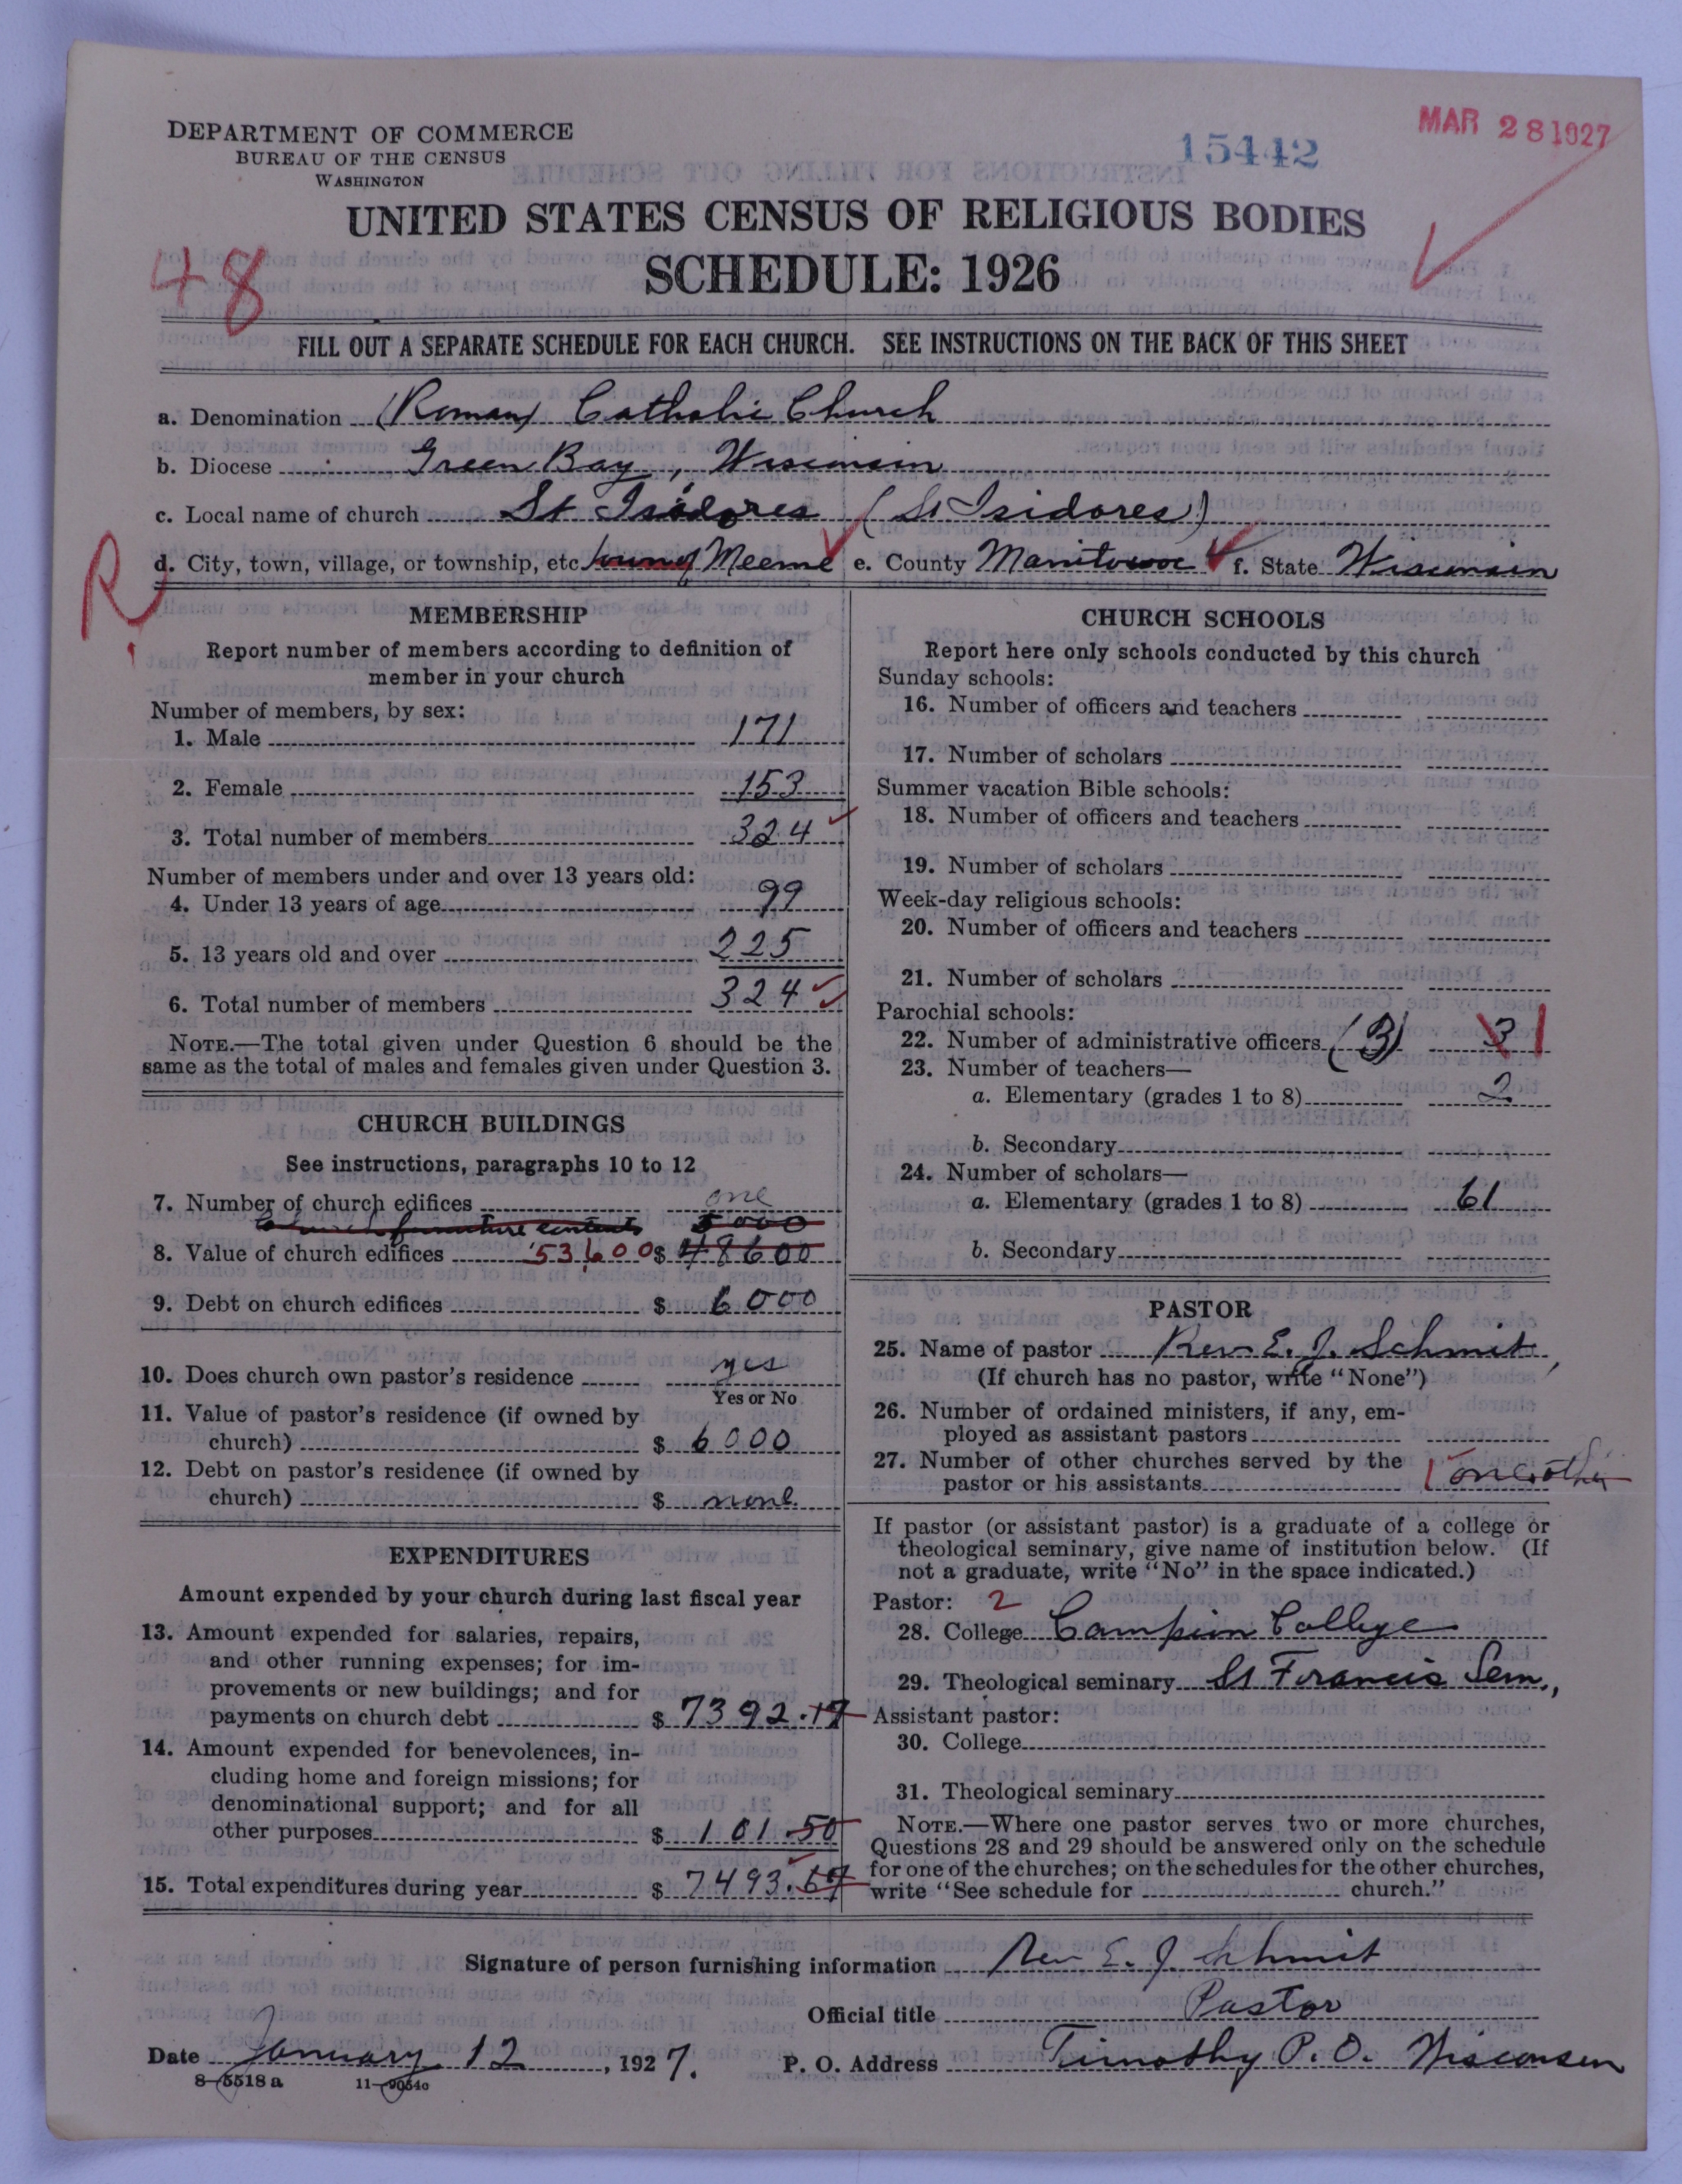 DEPARTMENT OF COMMERCE
BUREAU OF THE CENSUS
WASHINGTON
15442
MAR 28 1927
UNITED STATES CENSUS OF RELIGIOUS BODIES
SCHEDULE: 1926
48
FILL OUT A SEPARATE SCHEDULE FOR EACH CHURCH. SEE INSTRUCTIONS ON THE BACK OF THIS SHEET
a. Denomination (Roman) Catholic Church
b. Diocese Green Bay, Wisconsin
c. Local name of church St Isidores (St Isidores)
R
d. City, town, village, or township, etc. town of Meeme e. County Manitowoc f. State Wisconsin
MEMBERSHIP
Report number of members according to definition of
member in your church
Number of members, by sex:
1. Male 171
2. Female 153
3. Total number of members 324
Number of members under and over 13 years old:
4. Under 13 years of age 99
5. 13 years old and over 225
6. Total number of members 324
NOTE.—The total given under Question 6 should be the
same as the total of males and females given under Question 3.
CHURCH BUILDINGS
See instructions, paragraphs 10 to 12
7. Number of church edifices one
Church furniture contents 5000
8. Value of church edifices 53600 $ 48600
9. Debt on church edifices $ 6000
10. Does church own pastor's residence yes
Yes or No
11. Value of pastor's residence (if owned by
church) $ 6000
12. Debt on pastor's residence (if owned by
church) $ none
EXPENDITURES
Amount expended by your church during last fiscal year
13. Amount expended for salaries, repairs,
and other running expenses; for im-
provements or new buildings; and for
payments on church debt $ 7392.17
14. Amount expended for benevolences, in-
cluding home and foreign missions; for
denominational support; and for all
other purposes $ 101.50
15. Total expenditures during year $ 7493.67
CHURCH SCHOOLS
Report here only schools conducted by this church
Sunday schools:
16. Number of officers and teachers
17. Number of scholars
Summer vacation Bible schools:
18. Number of officers and teachers
19. Number of scholars
Week-day religious schools:
20. Number of officers and teachers
21. Number of scholars
Parochial schools:
22. Number of administrative officers (3) 3 1
23. Number of teachers—
a. Elementary (grades 1 to 8) 2
b. Secondary
24. Number of scholars—
a. Elementary (grades 1 to 8) 61
b. Secondary
PASTOR
25. Name of pastor Rev E. J. Schmit,
(If church has no pastor, write "None")
26. Number of ordained ministers, if any, em-
ployed as assistant pastors
27. Number of other churches served by the
pastor or his assistants 1 one other
If pastor (or assistant pastor) is a graduate of a college or
theological seminary, give name of institution below. (If
not a graduate, write "No" in the space indicated.)
Pastor: 2
28. College Campion College
29. Theological seminary St Francis Sem.,
Assistant pastor:
30. College
31. Theological seminary
NOTE.—Where one pastor serves two or more churches,
Questions 28 and 29 should be answered only on the schedule
for one of the churches; on the schedules for the other churches,
write "See schedule for church."
Signature of person furnishing information Rev E. J. Schmit
Official title Pastor
Date January 12, 1927. P. O. Address Timothy P.O. Wisconsin
8—5518 a 11—9054c